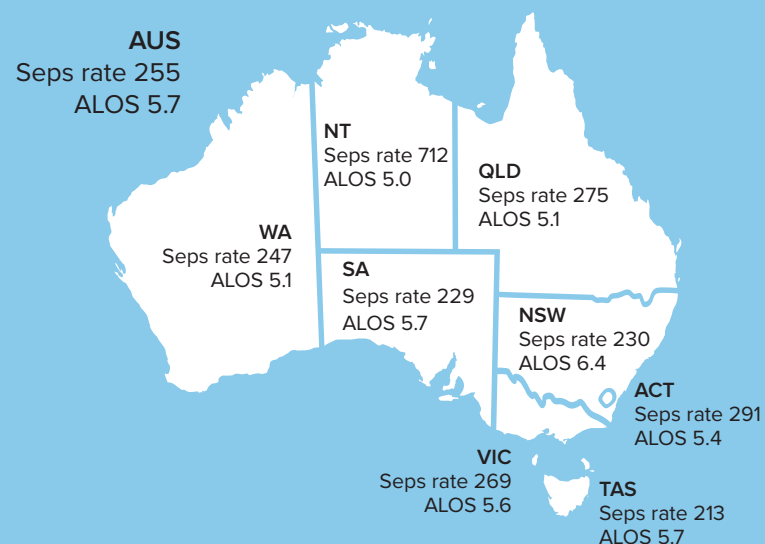 AUS
Seps rate 255
ALOS 5.7
NT
Seps rate 712
ALOS 5.0
QLD
Seps rate 275
ALOS 5.1
WA
Seps rate 247
ALOS 5.1
SA
Seps rate 229
ALOS 5.7
NSW
Seps rate 230
ALOS 6.4
ACT
Seps rate 291
ALOS 5.4
VIC
Seps rate 269
ALOS 5.6
TAS
Seps rate 213
ALOS 5.7